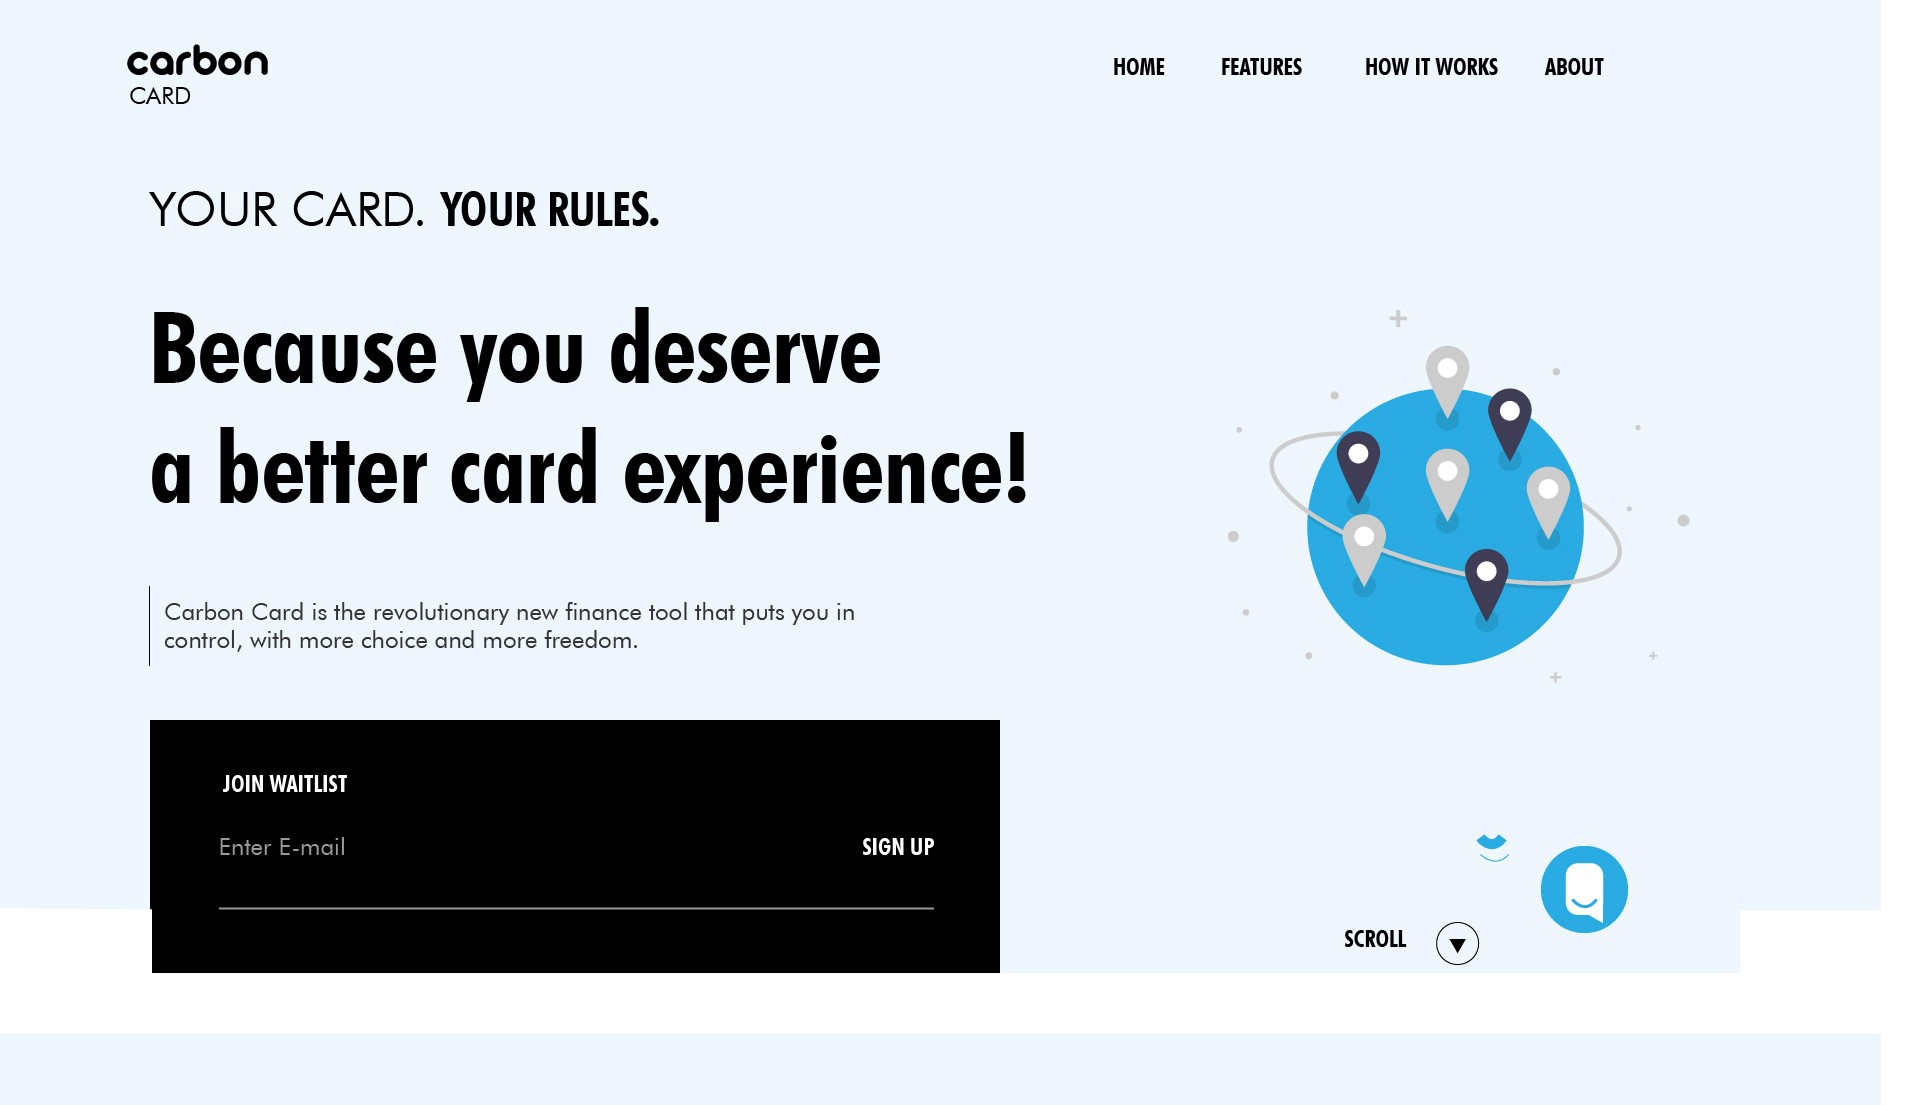 carbon
CARD
HOME FEATURES HOW IT WORKS ABOUT
YOUR CARD. YOUR RULES.
Because you deserve
a better card experience!
Carbon Card is the revolutionary new finance tool that puts you in
control, with more choice and more freedom.
JOIN WAITLIST
Enter E-mail SIGN UP
SCROLL